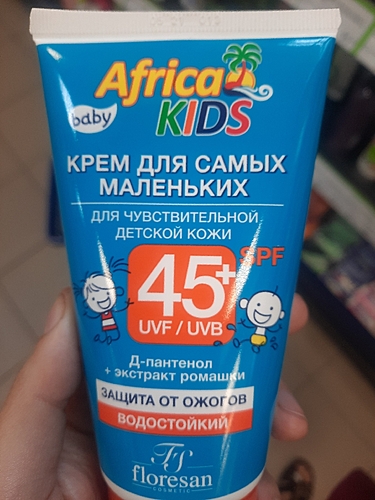 Africa
baby
KIDS
КРЕМ ДЛЯ САМЫХ
МАЛЕНЬКИХ
ДЛЯ ЧУВСТВИТЕЛЬНОЙ
ДЕТСКОЙ КОЖИ
45+ SPF
UVF / UVB
Д-пантенол
+ экстракт ромашки
ЗАЩИТА ОТ ОЖОГОВ
ВОДОСТОЙКИЙ
FS
floresan
COSMETIC